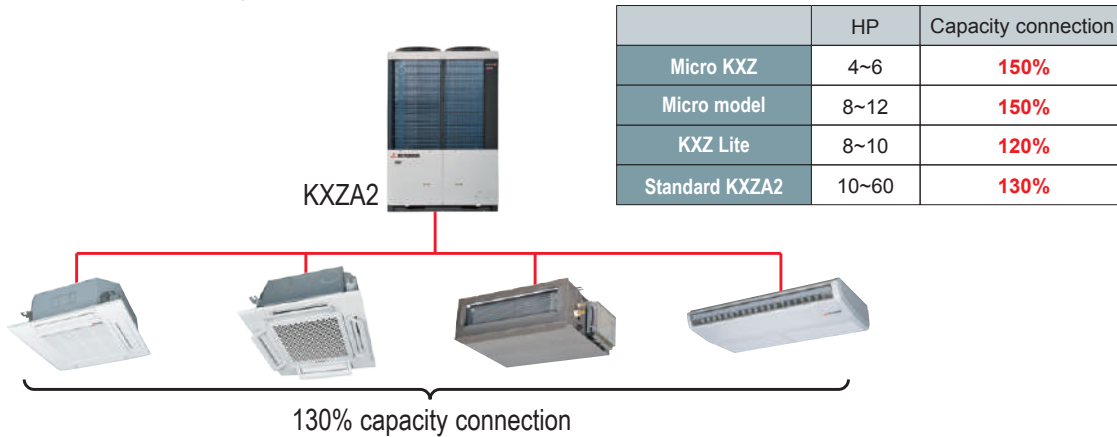 HP Capacity connection
Micro KXZ 4~6 150%
Micro model 8~12 150%
KXZ Lite 8~10 120%
Standard KXZA2 10~60 130%
KXZA2
130% capacity connection